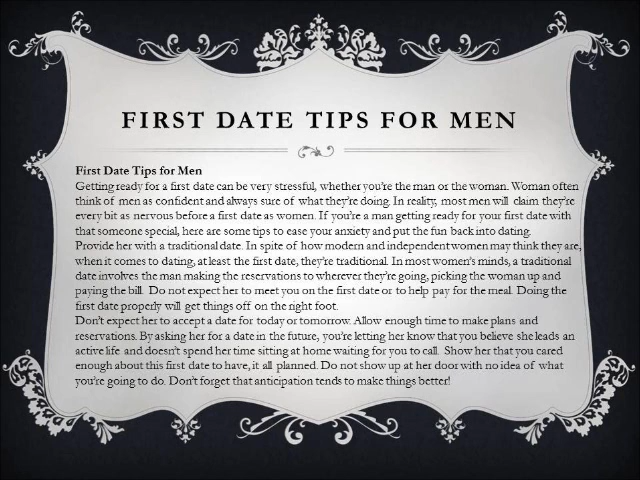 FIRST DATE TIPS FOR MEN
First Date Tips for Men
Getting ready for a first date can be very stressful, whether you're the man or the woman. Woman often
think of men as confident and always sure of what they're doing. In reality, most men will claim they're
every bit as nervous before a first date as women. If you're a man getting ready for your first date with
that someone special, here are some tips to ease your anxiety and put the fun back into dating.
Provide her with a traditional date. In spite of how modern and independent women may think they are,
when it comes to dating, at least the first date, they're traditional. In most women's minds, a traditional
date involves the man making the reservations to wherever they're going, picking the woman up and
paying the bill. Do not expect her to meet you on the first date or to help pay for the meal. Doing the
first date properly will get things off on the right foot.
Don't expect her to accept a date for today or tomorrow. Allow enough time to make plans and
reservations. By asking her for a date in the future, you're letting her know that you believe she leads an
active life and doesn't spend her time sitting at home waiting for you to call. Show her that you cared
enough about this first date to have, it all planned. Do not show up at her door with no idea of what
you're going to do. Don't forget that anticipation tends to make things better!